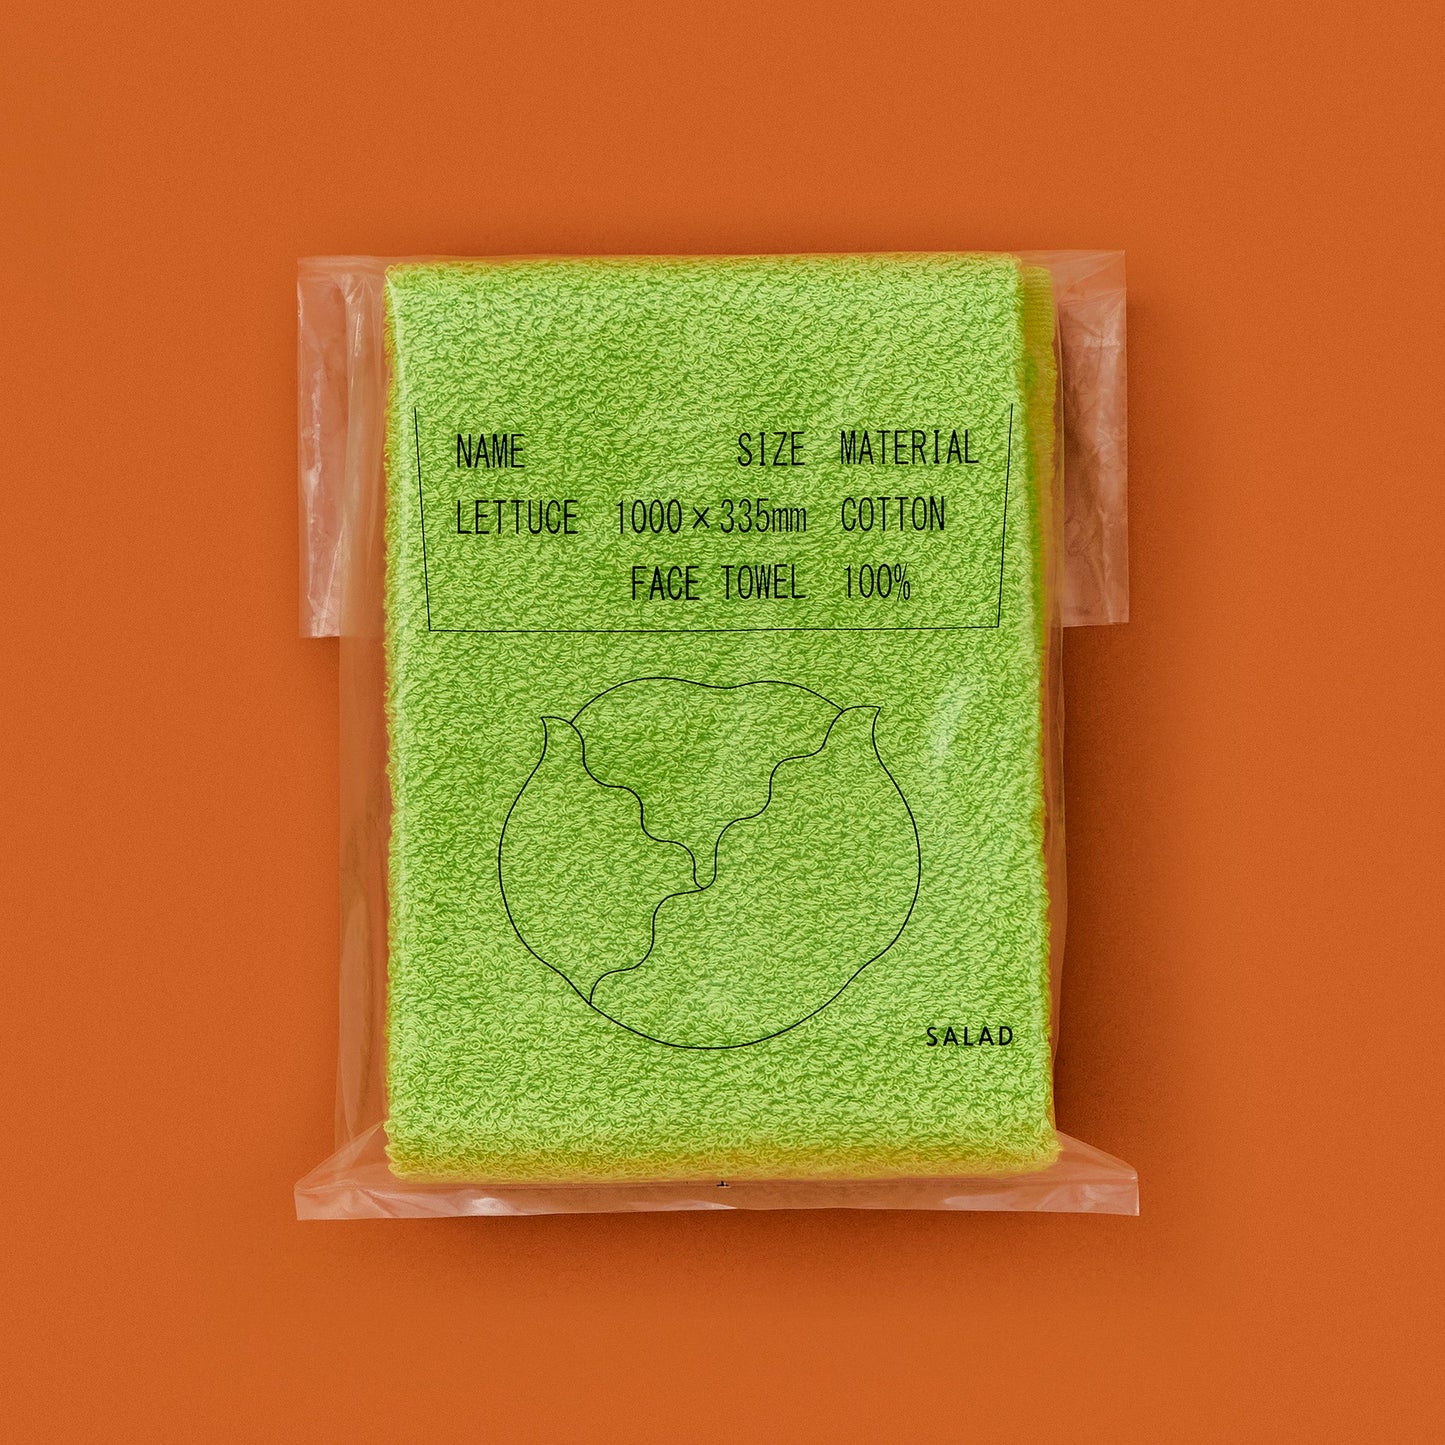 NAME SIZE MATERIAL
LETTUCE 1000×335mm COTTON
FACE TOWEL 100%
SALAD